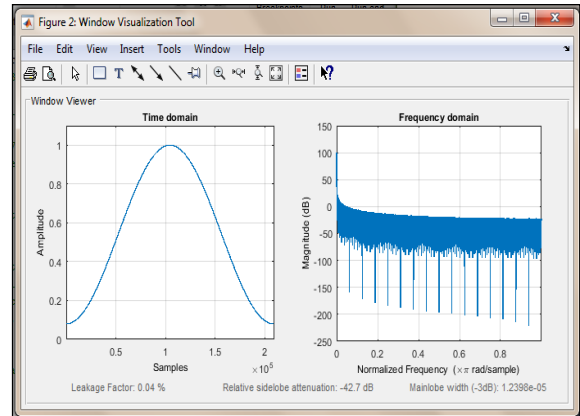 Figure 2: Window Visualization Tool
File Edit View Insert Tools Window Help
Window Viewer
Time domain
1
0.8
0.6
0.4
0.2
0
Amplitude
0.5 1 1.5 2
×10⁵
Samples
Frequency domain
150
100
50
0
-50
-100
-150
-200
-250
Magnitude (dB)
0 0.2 0.4 0.6 0.8
Normalized Frequency (×π rad/sample)
Leakage Factor: 0.04 % Relative sidelobe attenuation: -42.7 dB Mainlobe width (-3dB): 1.2398e-05